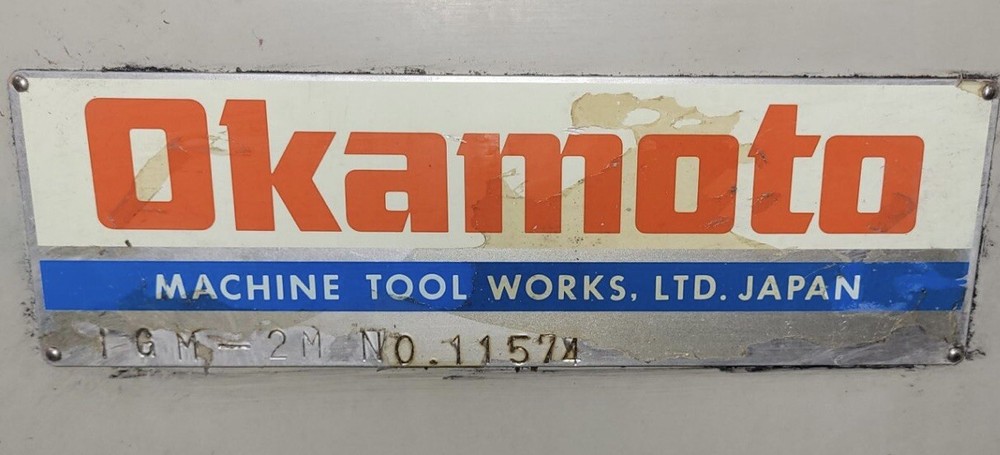 Okamoto
MACHINE TOOL WORKS, LTD. JAPAN
IGM-2M NO.11574